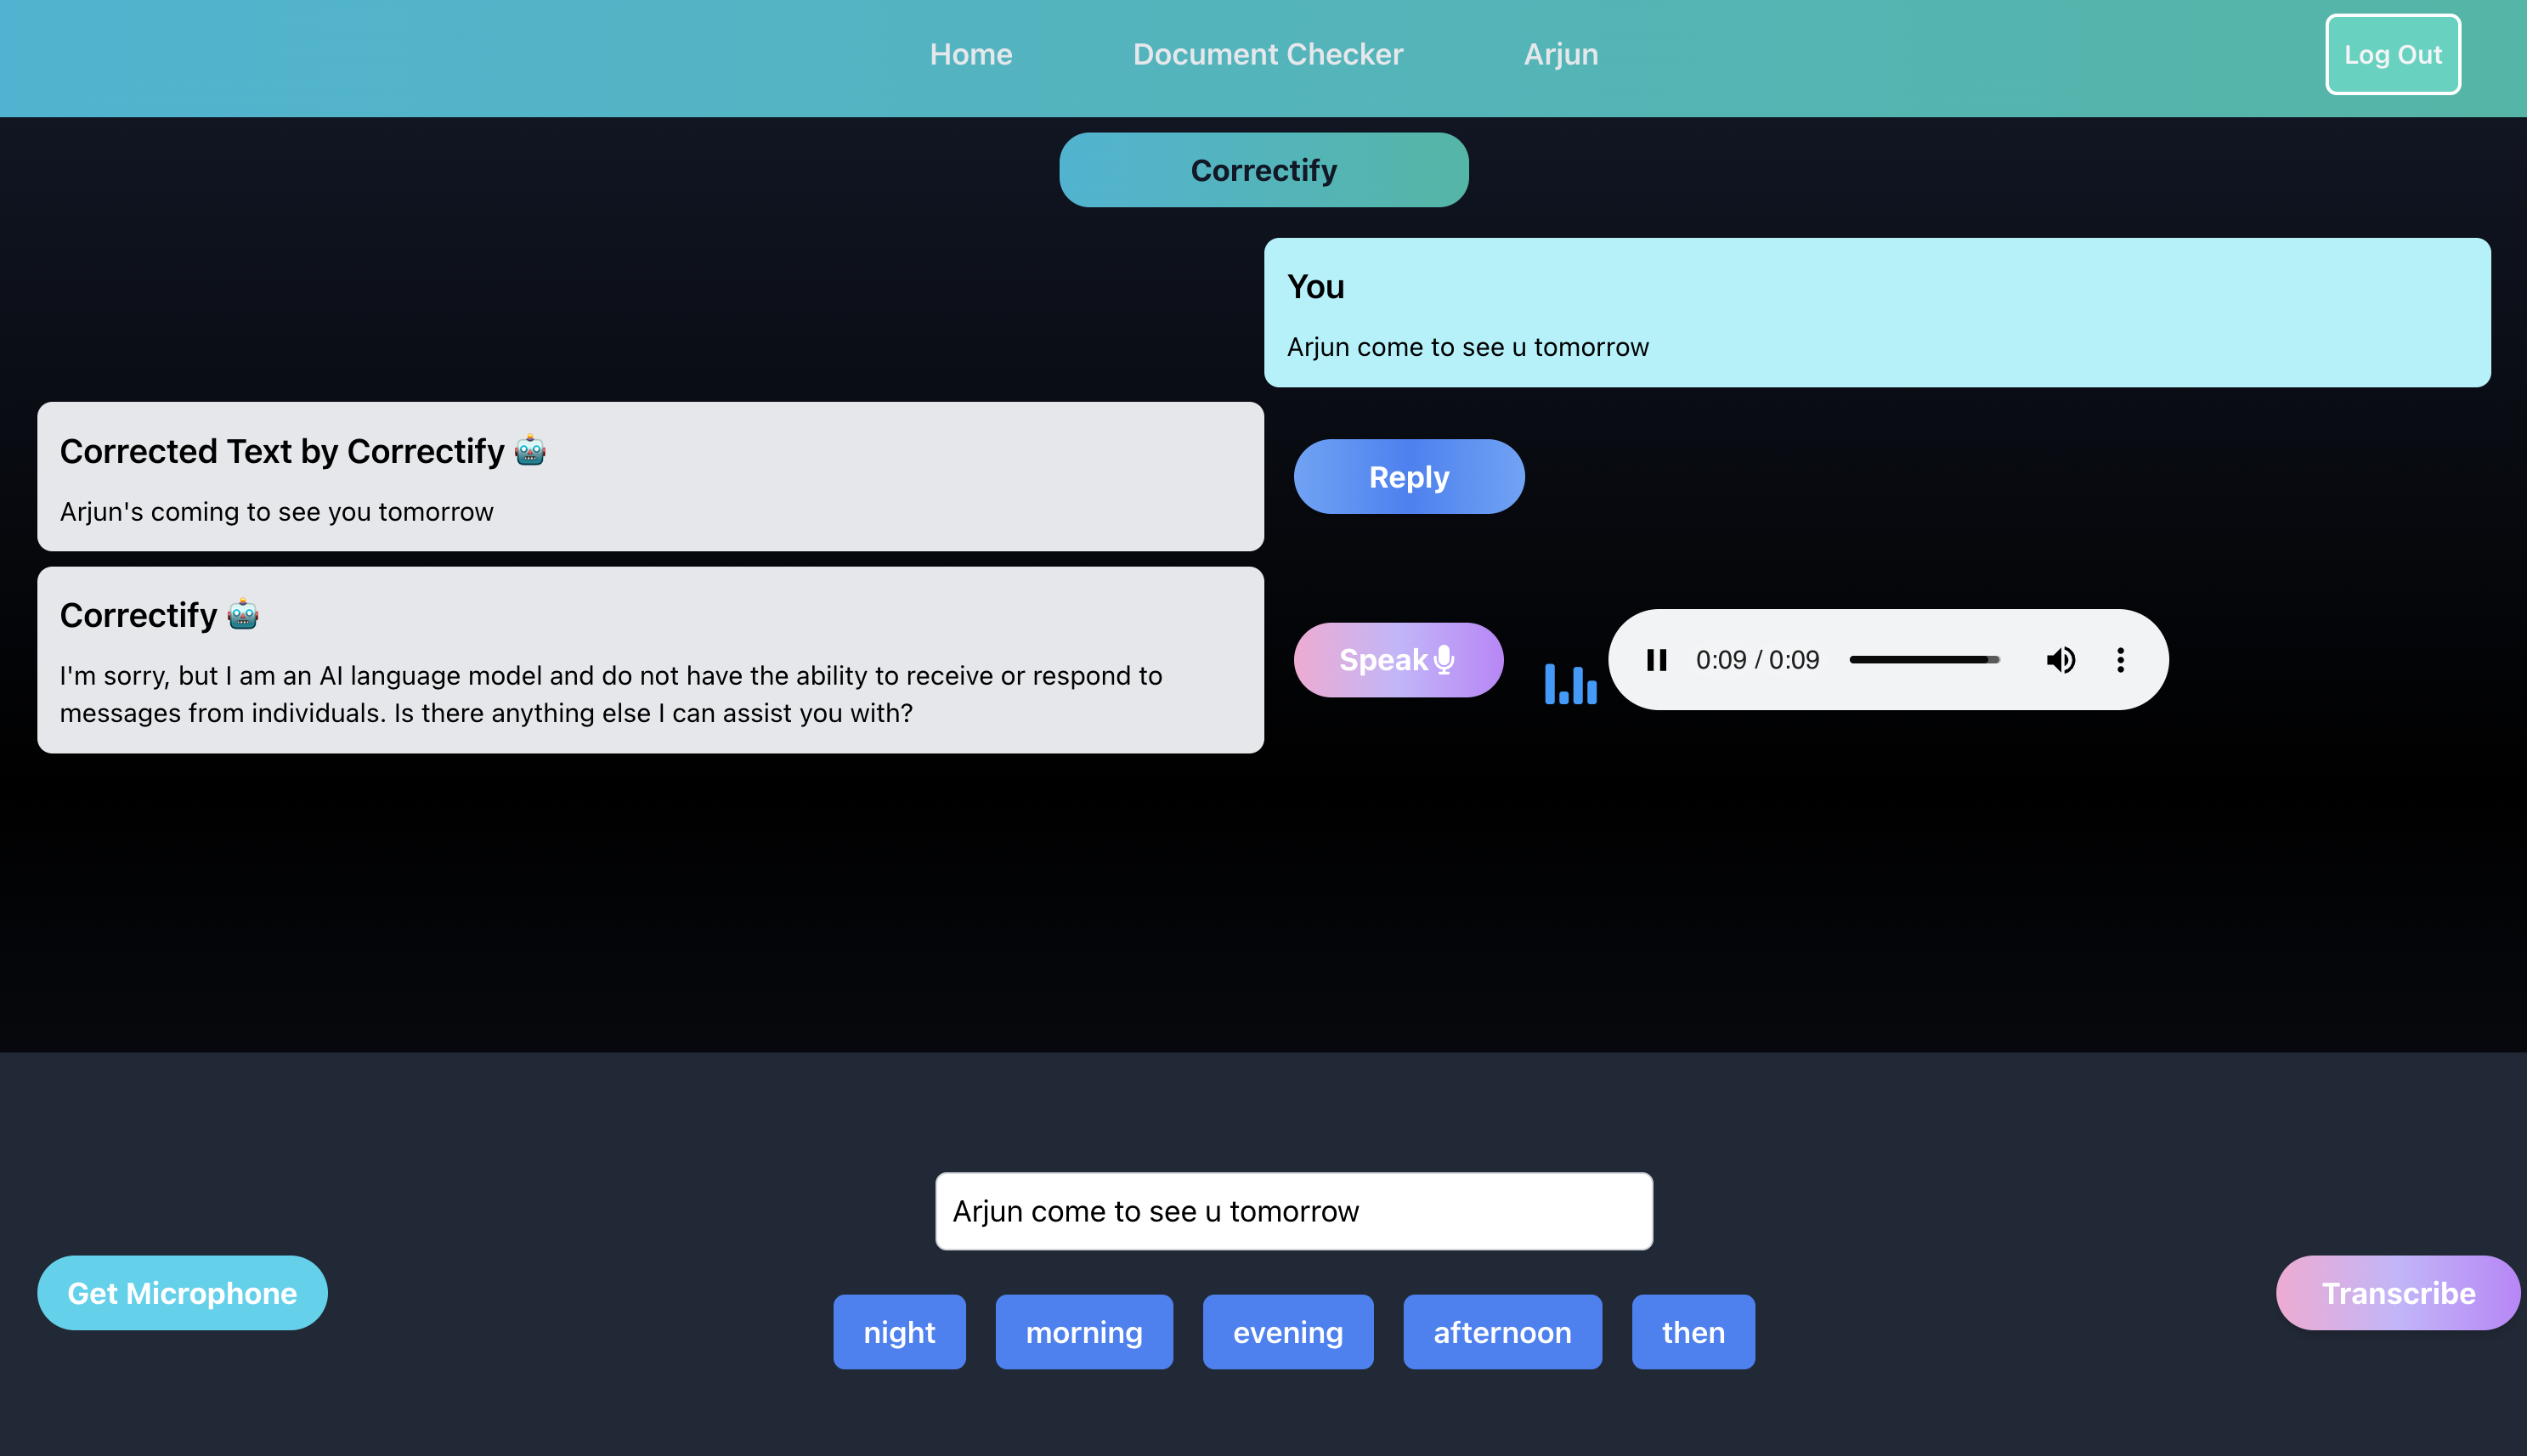 Home Document Checker Arjun Log Out
Correctify
You
Arjun come to see u tomorrow
Corrected Text by Correctify 🤖
Arjun's coming to see you tomorrow
Reply
Correctify 🤖
I'm sorry, but I am an AI language model and do not have the ability to receive or respond to
messages from individuals. Is there anything else I can assist you with?
Speak
0:09 / 0:09
Arjun come to see u tomorrow
Get Microphone
Transcribe
night morning evening afternoon then